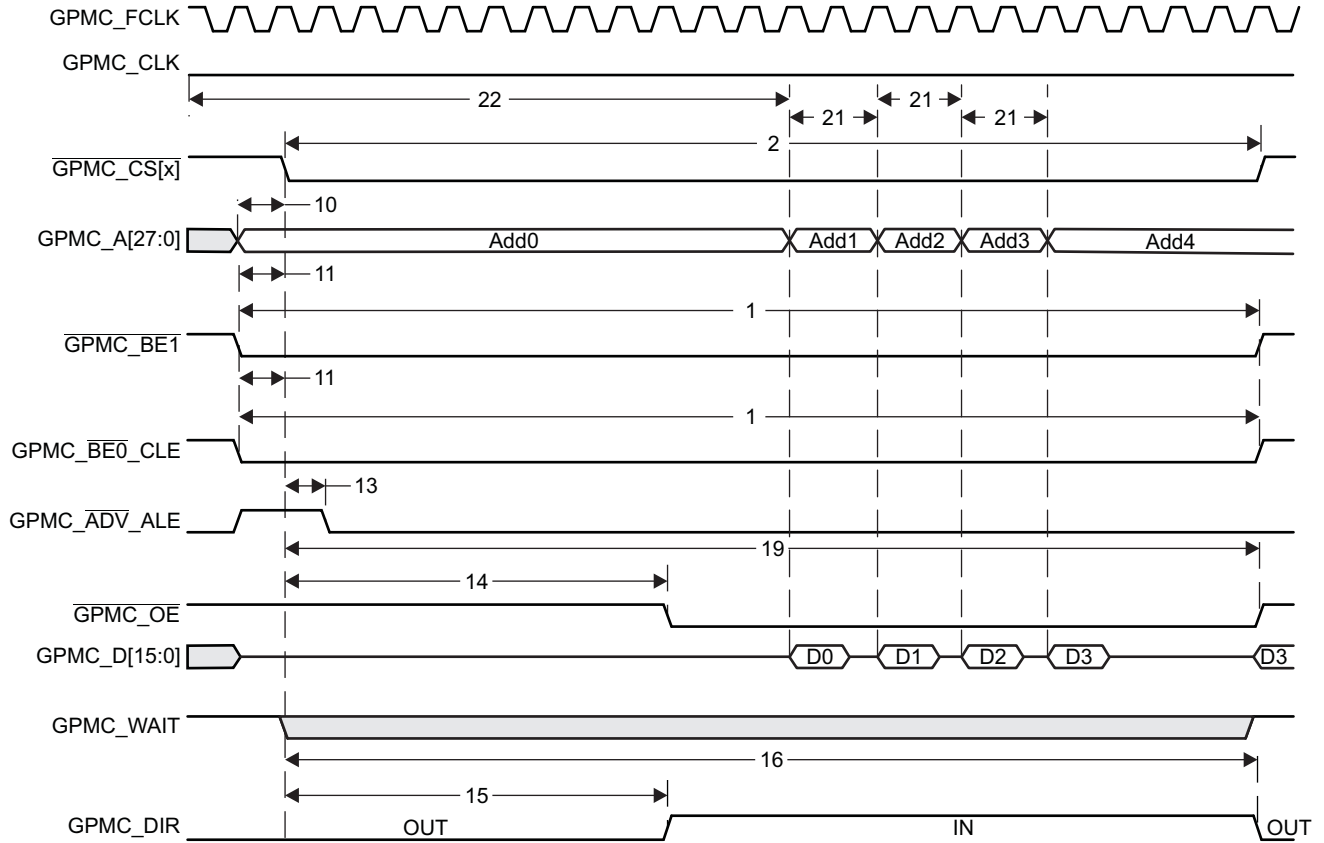 GPMC_FCLK
GPMC_CLK
22
21
21
21
2
GPMC_CS[x]
10
GPMC_A[27:0]
Add0
Add1
Add2
Add3
Add4
11
1
GPMC_BE1
11
1
GPMC_BE0_CLE
13
GPMC_ADV_ALE
19
14
GPMC_OE
GPMC_D[15:0]
D0
D1
D2
D3
D3
GPMC_WAIT
16
15
GPMC_DIR
OUT
IN
OUT